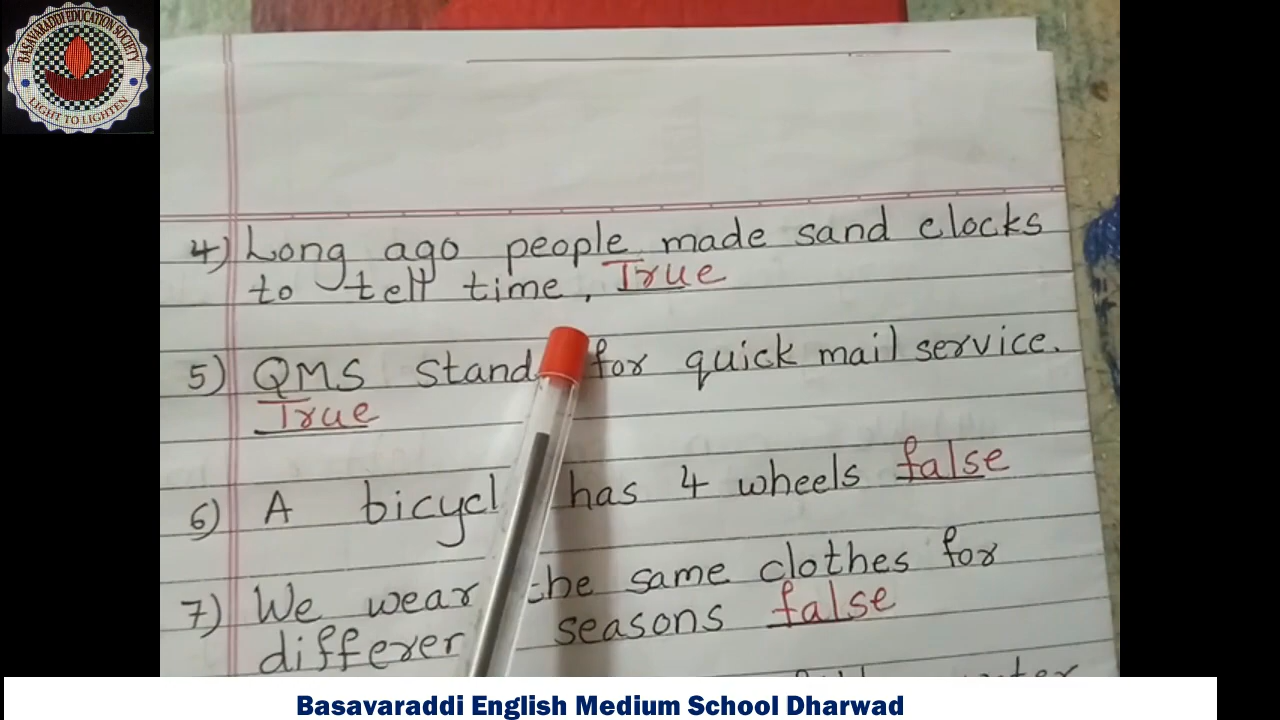 BASAVARADDI EDUCATION SOCIETY
LIGHT TO LIGHTEN
4) Long ago people made sand clocks
to tell time. True
5) QMS stand for quick mail service.
True
6) A bicycl has 4 wheels false
7) We wear the same clothes for
differen seasons false
Basavaraddi English Medium School Dharwad